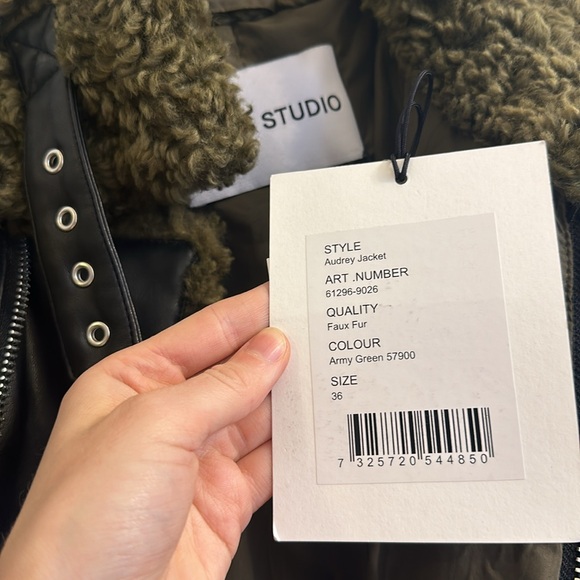 STUDIO
STYLE
Audrey Jacket
ART .NUMBER
61296-9026
QUALITY
Faux Fur
COLOUR
Army Green 57900
SIZE
36
7 325720 544850